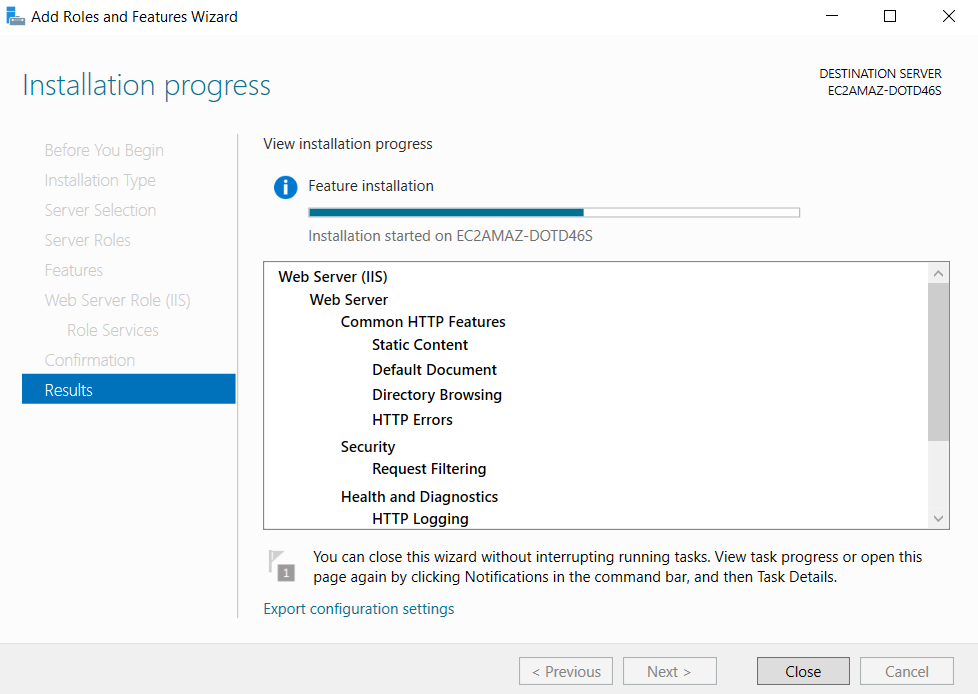 Add Roles and Features Wizard
Installation progress
DESTINATION SERVER
EC2AMAZ-DOTD46S
Before You Begin
Installation Type
Server Selection
Server Roles
Features
Web Server Role (IIS)
Role Services
Confirmation
Results
View installation progress
Feature installation
Installation started on EC2AMAZ-DOTD46S
Web Server (IIS)
Web Server
Common HTTP Features
Static Content
Default Document
Directory Browsing
HTTP Errors
Security
Request Filtering
Health and Diagnostics
HTTP Logging
1
You can close this wizard without interrupting running tasks. View task progress or open this
page again by clicking Notifications in the command bar, and then Task Details.
Export configuration settings
< Previous
Next >
Close
Cancel